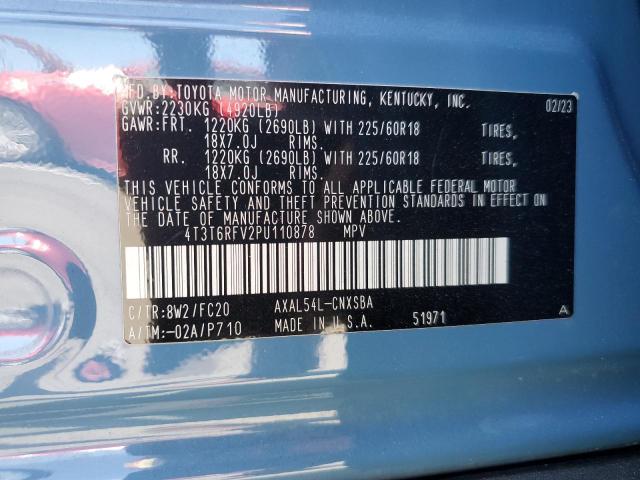 MFD BY:TOYOTA MOTOR MANUFACTURING, KENTUCKY, INC. 02/23
GVWR:2230KG (4920LB)
GAWR:FRT. 1220KG (2690LB) WITH 225/60R18 TIRES,
18X7.0J RIMS.
RR. 1220KG (2690LB) WITH 225/60R18 TIRES,
18X7.0J RIMS.
THIS VEHICLE CONFORMS TO ALL APPLICABLE FEDERAL MOTOR
VEHICLE SAFETY AND THEFT PREVENTION STANDARDS IN EFFECT ON
THE DATE OF MANUFACTURE SHOWN ABOVE.
4T3T6RFV2PU110878 MPV
C/TR:8W2/FC20 AXAL54L-CNXSBA
A/TM:-02A/P710 MADE IN U.S.A. 51971 A